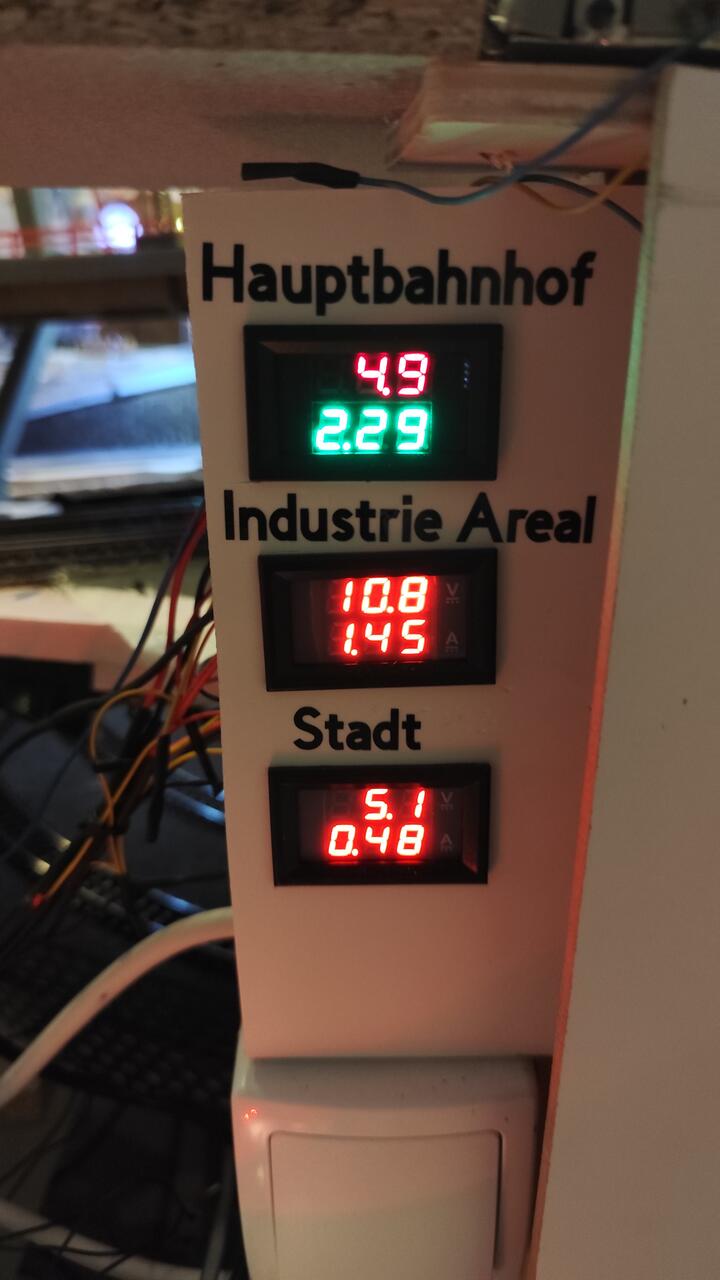 Hauptbahnhof
4.9
2.29
Industrie Areal
10.8 V
1.45 A
Stadt
5.1 V
0.48 A